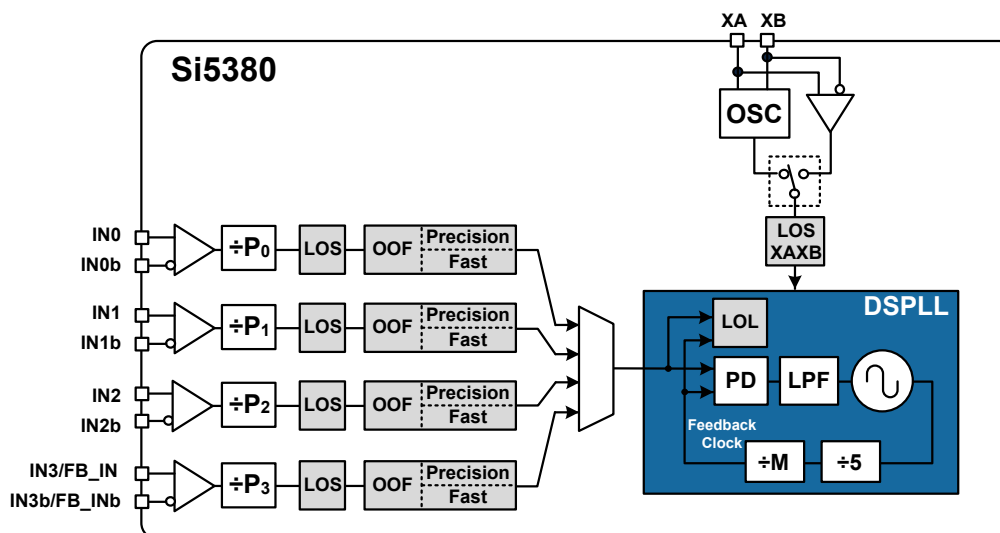 XA XB
Si5380
OSC
LOS
XAXB
IN0
IN0b
÷P0
LOS
OOF
Precision
Fast
IN1
IN1b
÷P1
LOS
OOF
Precision
Fast
IN2
IN2b
÷P2
LOS
OOF
Precision
Fast
IN3/FB_IN
IN3b/FB_INb
÷P3
LOS
OOF
Precision
Fast
DSPLL
LOL
PD
LPF
Feedback
Clock
÷M
÷5